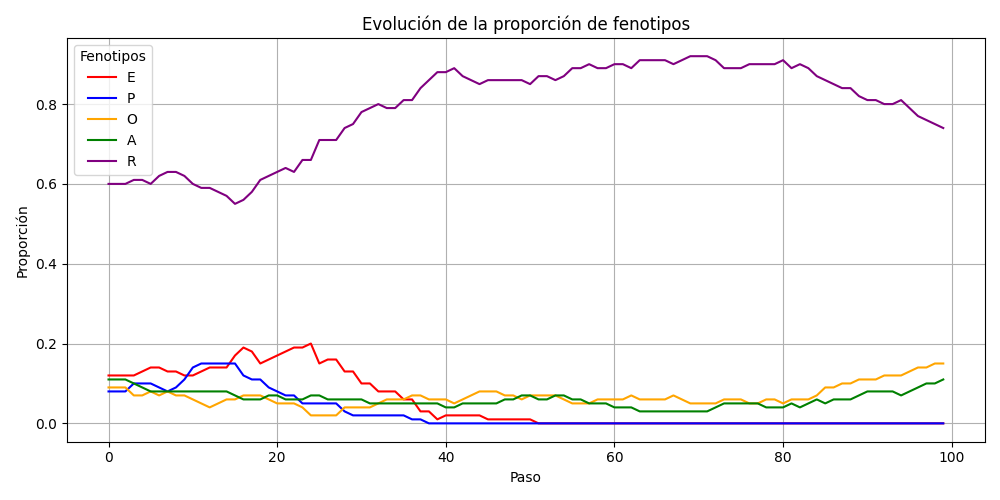 Evolución de la proporción de fenotipos
Proporción
0.8
0.6
0.4
0.2
0.0
Fenotipos
E
P
O
A
R
0 20 40 60 80 100
Paso